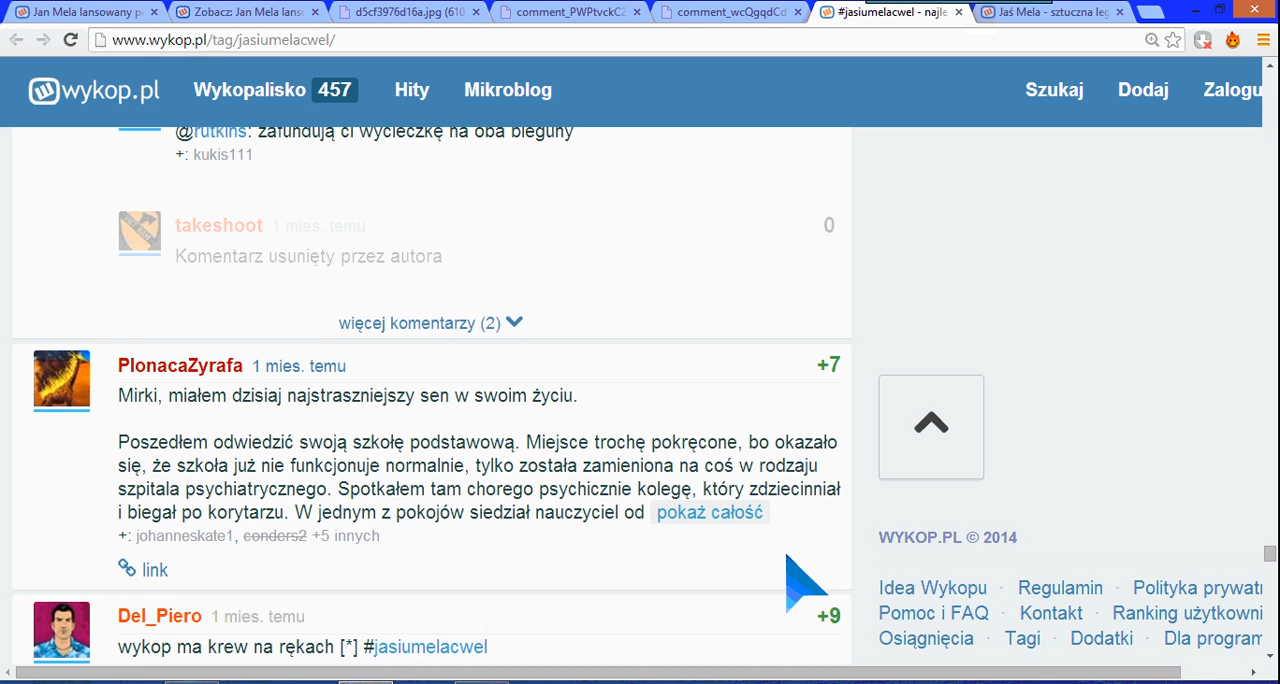 Jan Mela lansowany p
Zobacz: Jan Mela lans
d5cf3976d16a.jpg (610
comment_PWPtvckC2
comment_wcQgqdCd
#jasiumelacwel - najle
Jaś Mela - sztuczna leg
www.wykop.pl/tag/jasiumelacwel/
wykop.pl Wykopalisko 457 Hity Mikroblog Szukaj Dodaj Zalogu
@rutkins: zafundują ci wycieczkę na oba bieguny
+: kukis111
takeshoot 1 mies. temu 0
Komentarz usunięty przez autora
więcej komentarzy (2)
PlonacaZyrafa 1 mies. temu +7
Mirki, miałem dzisiaj najstraszniejszy sen w swoim życiu.
Poszedłem odwiedzić swoją szkołę podstawową. Miejsce trochę pokręcone, bo okazało
się, że szkoła już nie funkcjonuje normalnie, tylko została zamieniona na coś w rodzaju
szpitala psychiatrycznego. Spotkałem tam chorego psychicznie kolegę, który zdziecinniał
i biegał po korytarzu. W jednym z pokojów siedział nauczyciel od pokaż całość
+: johanneskate1, conders2 +5 innych
link
Del_Piero 1 mies. temu +9
wykop ma krew na rękach [*] #jasiumelacwel
WYKOP.PL © 2014
Idea Wykopu · Regulamin · Polityka prywatı
Pomoc i FAQ · Kontakt · Ranking użytkowni
Osiągnięcia · Tagi · Dodatki · Dla program